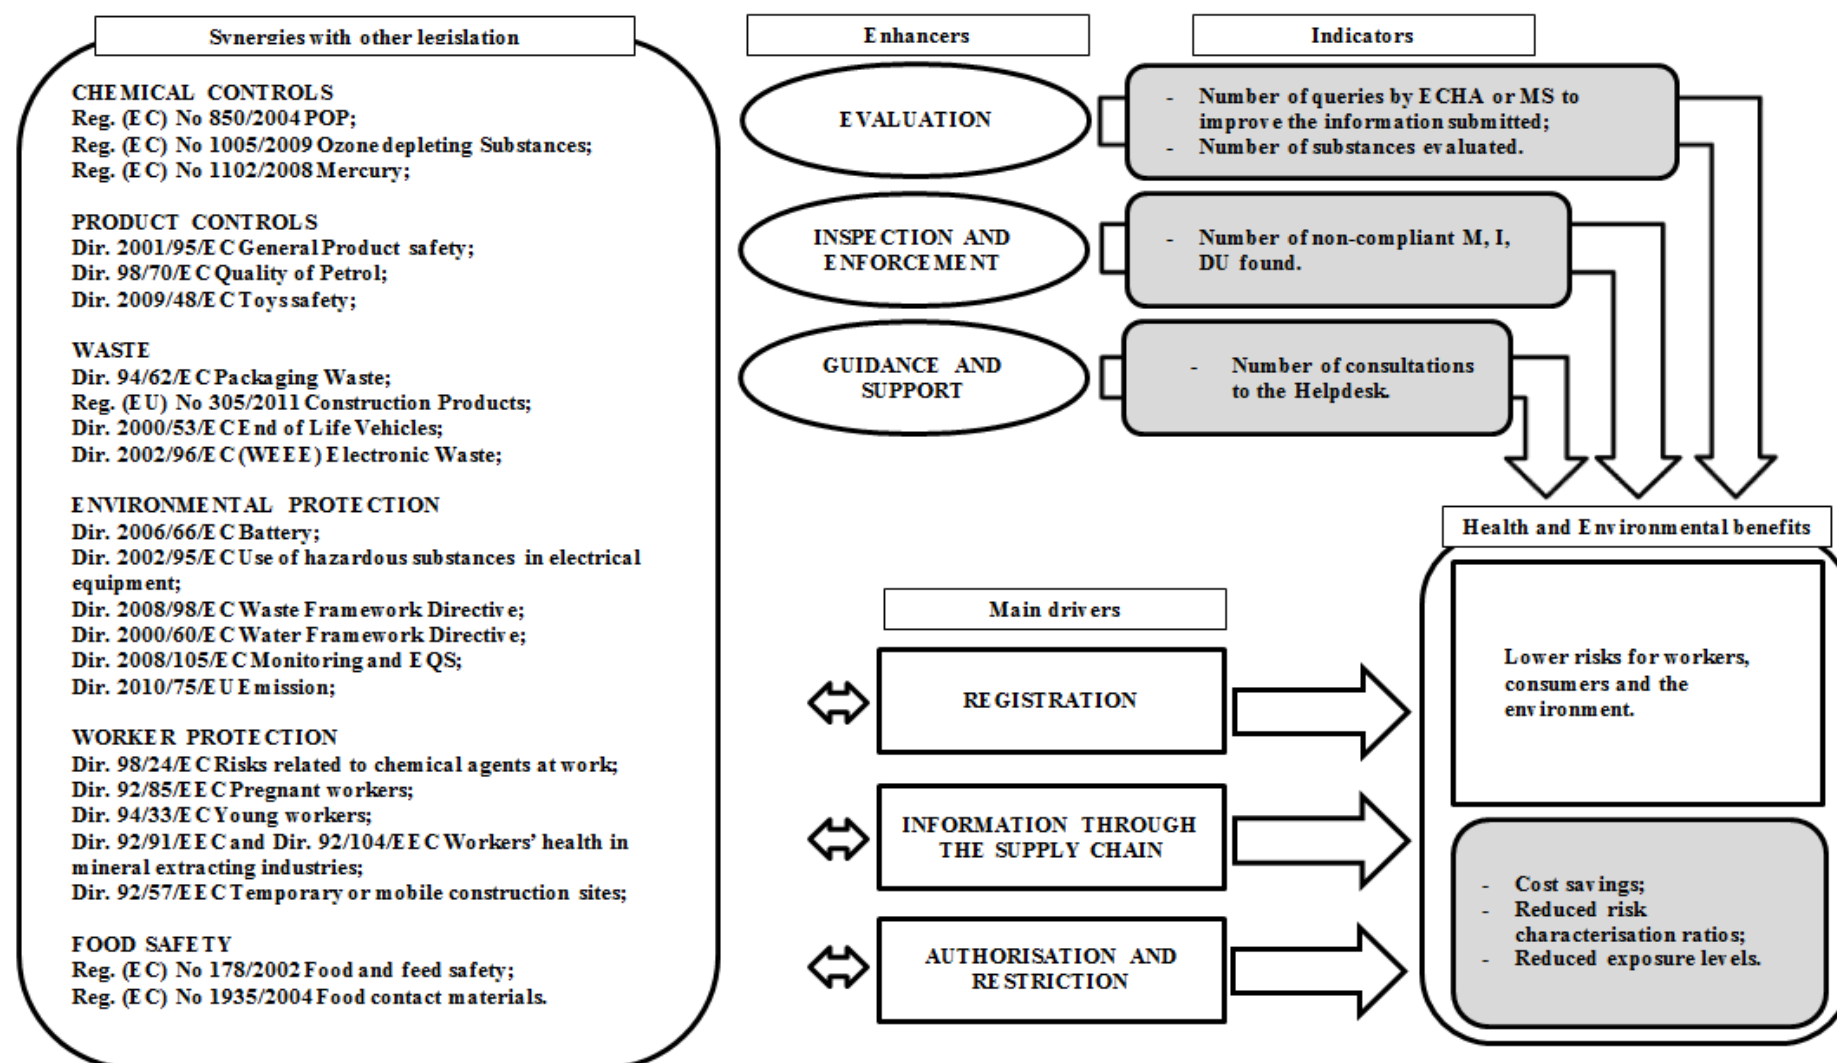 Synergies with other legislation
CHEMICAL CONTROLS
Reg. (EC) No 850/2004 POP;
Reg. (EC) No 1005/2009 Ozone depleting Substances;
Reg. (EC) No 1102/2008 Mercury;
PRODUCT CONTROLS
Dir. 2001/95/EC General Product safety;
Dir. 98/70/EC Quality of Petrol;
Dir. 2009/48/EC Toys safety;
WASTE
Dir. 94/62/EC Packaging Waste;
Reg. (EU) No 305/2011 Construction Products;
Dir. 2000/53/EC End of Life Vehicles;
Dir. 2002/96/EC (WEEE) Electronic Waste;
ENVIRONMENTAL PROTECTION
Dir. 2006/66/EC Battery;
Dir. 2002/95/EC Use of hazardous substances in electrical
equipment;
Dir. 2008/98/EC Waste Framework Directive;
Dir. 2000/60/EC Water Framework Directive;
Dir. 2008/105/EC Monitoring and EQS;
Dir. 2010/75/EU Emission;
WORKER PROTECTION
Dir. 98/24/EC Risks related to chemical agents at work;
Dir. 92/85/EEC Pregnant workers;
Dir. 94/33/EC Young workers;
Dir. 92/91/EEC and Dir. 92/104/EEC Workers' health in
mineral extracting industries;
Dir. 92/57/EEC Temporary or mobile construction sites;
FOOD SAFETY
Reg. (EC) No 178/2002 Food and feed safety;
Reg. (EC) No 1935/2004 Food contact materials.
Enhancers
EVALUATION
INSPECTION AND
ENFORCEMENT
GUIDANCE AND
SUPPORT
Indicators
- Number of queries by ECHA or MS to
improve the information submitted;
- Number of substances evaluated.
- Number of non-compliant M, I,
DU found.
- Number of consultations
to the Helpdesk.
Main drivers
REGISTRATION
INFORMATION THROUGH
THE SUPPLY CHAIN
AUTHORISATION AND
RESTRICTION
Health and Environmental benefits
Lower risks for workers,
consumers and the
environment.
- Cost savings;
- Reduced risk
characterisation ratios;
- Reduced exposure levels.